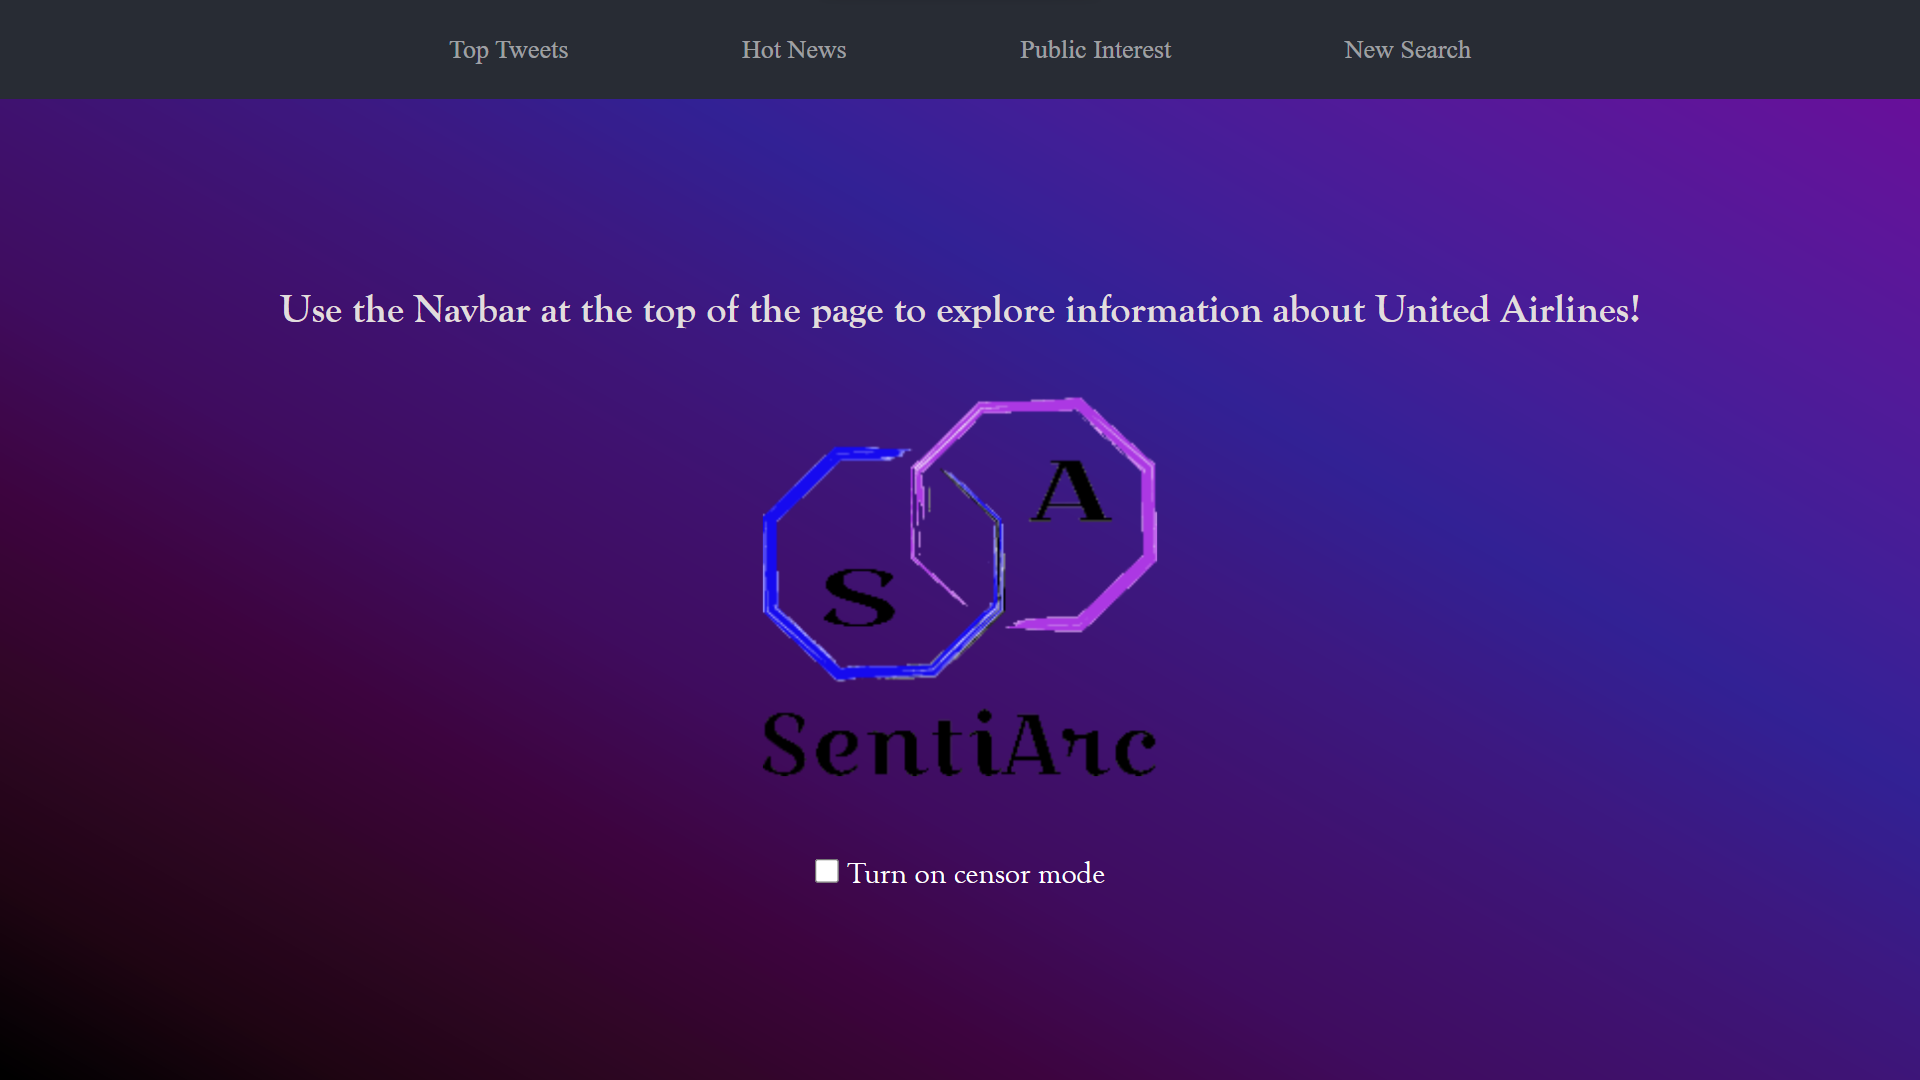 Top Tweets Hot News Public Interest New Search
Use the Navbar at the top of the page to explore information about United Airlines!
A
S
SentiArc
Turn on censor mode